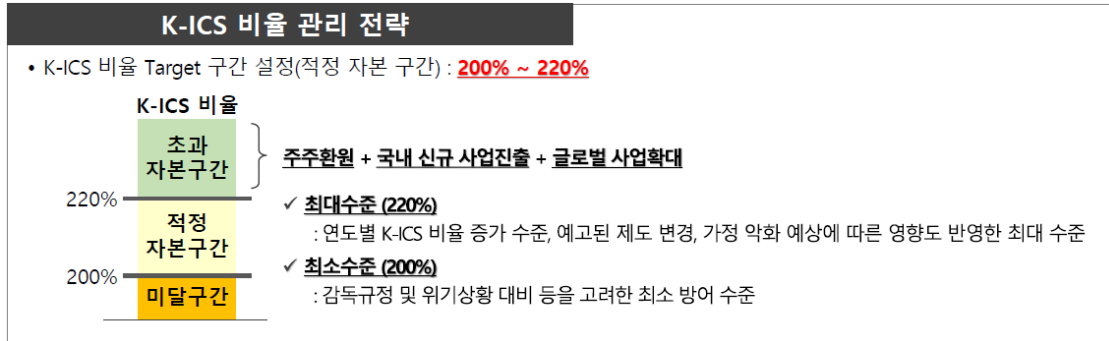 K-ICS 비율 관리 전략
• K-ICS 비율 Target 구간 설정(적정 자본 구간) : 200% ~ 220%
K-ICS 비율
초과
자본구간
주주환원 + 국내 신규 사업진출 + 글로벌 사업확대
220%
적정
자본구간
✓ 최대수준 (220%)
: 연도별 K-ICS 비율 증가 수준, 예고된 제도 변경, 가정 악화 예상에 따른 영향도 반영한 최대 수준
200%
✓ 최소수준 (200%)
미달구간
: 감독규정 및 위기상황 대비 등을 고려한 최소 방어 수준